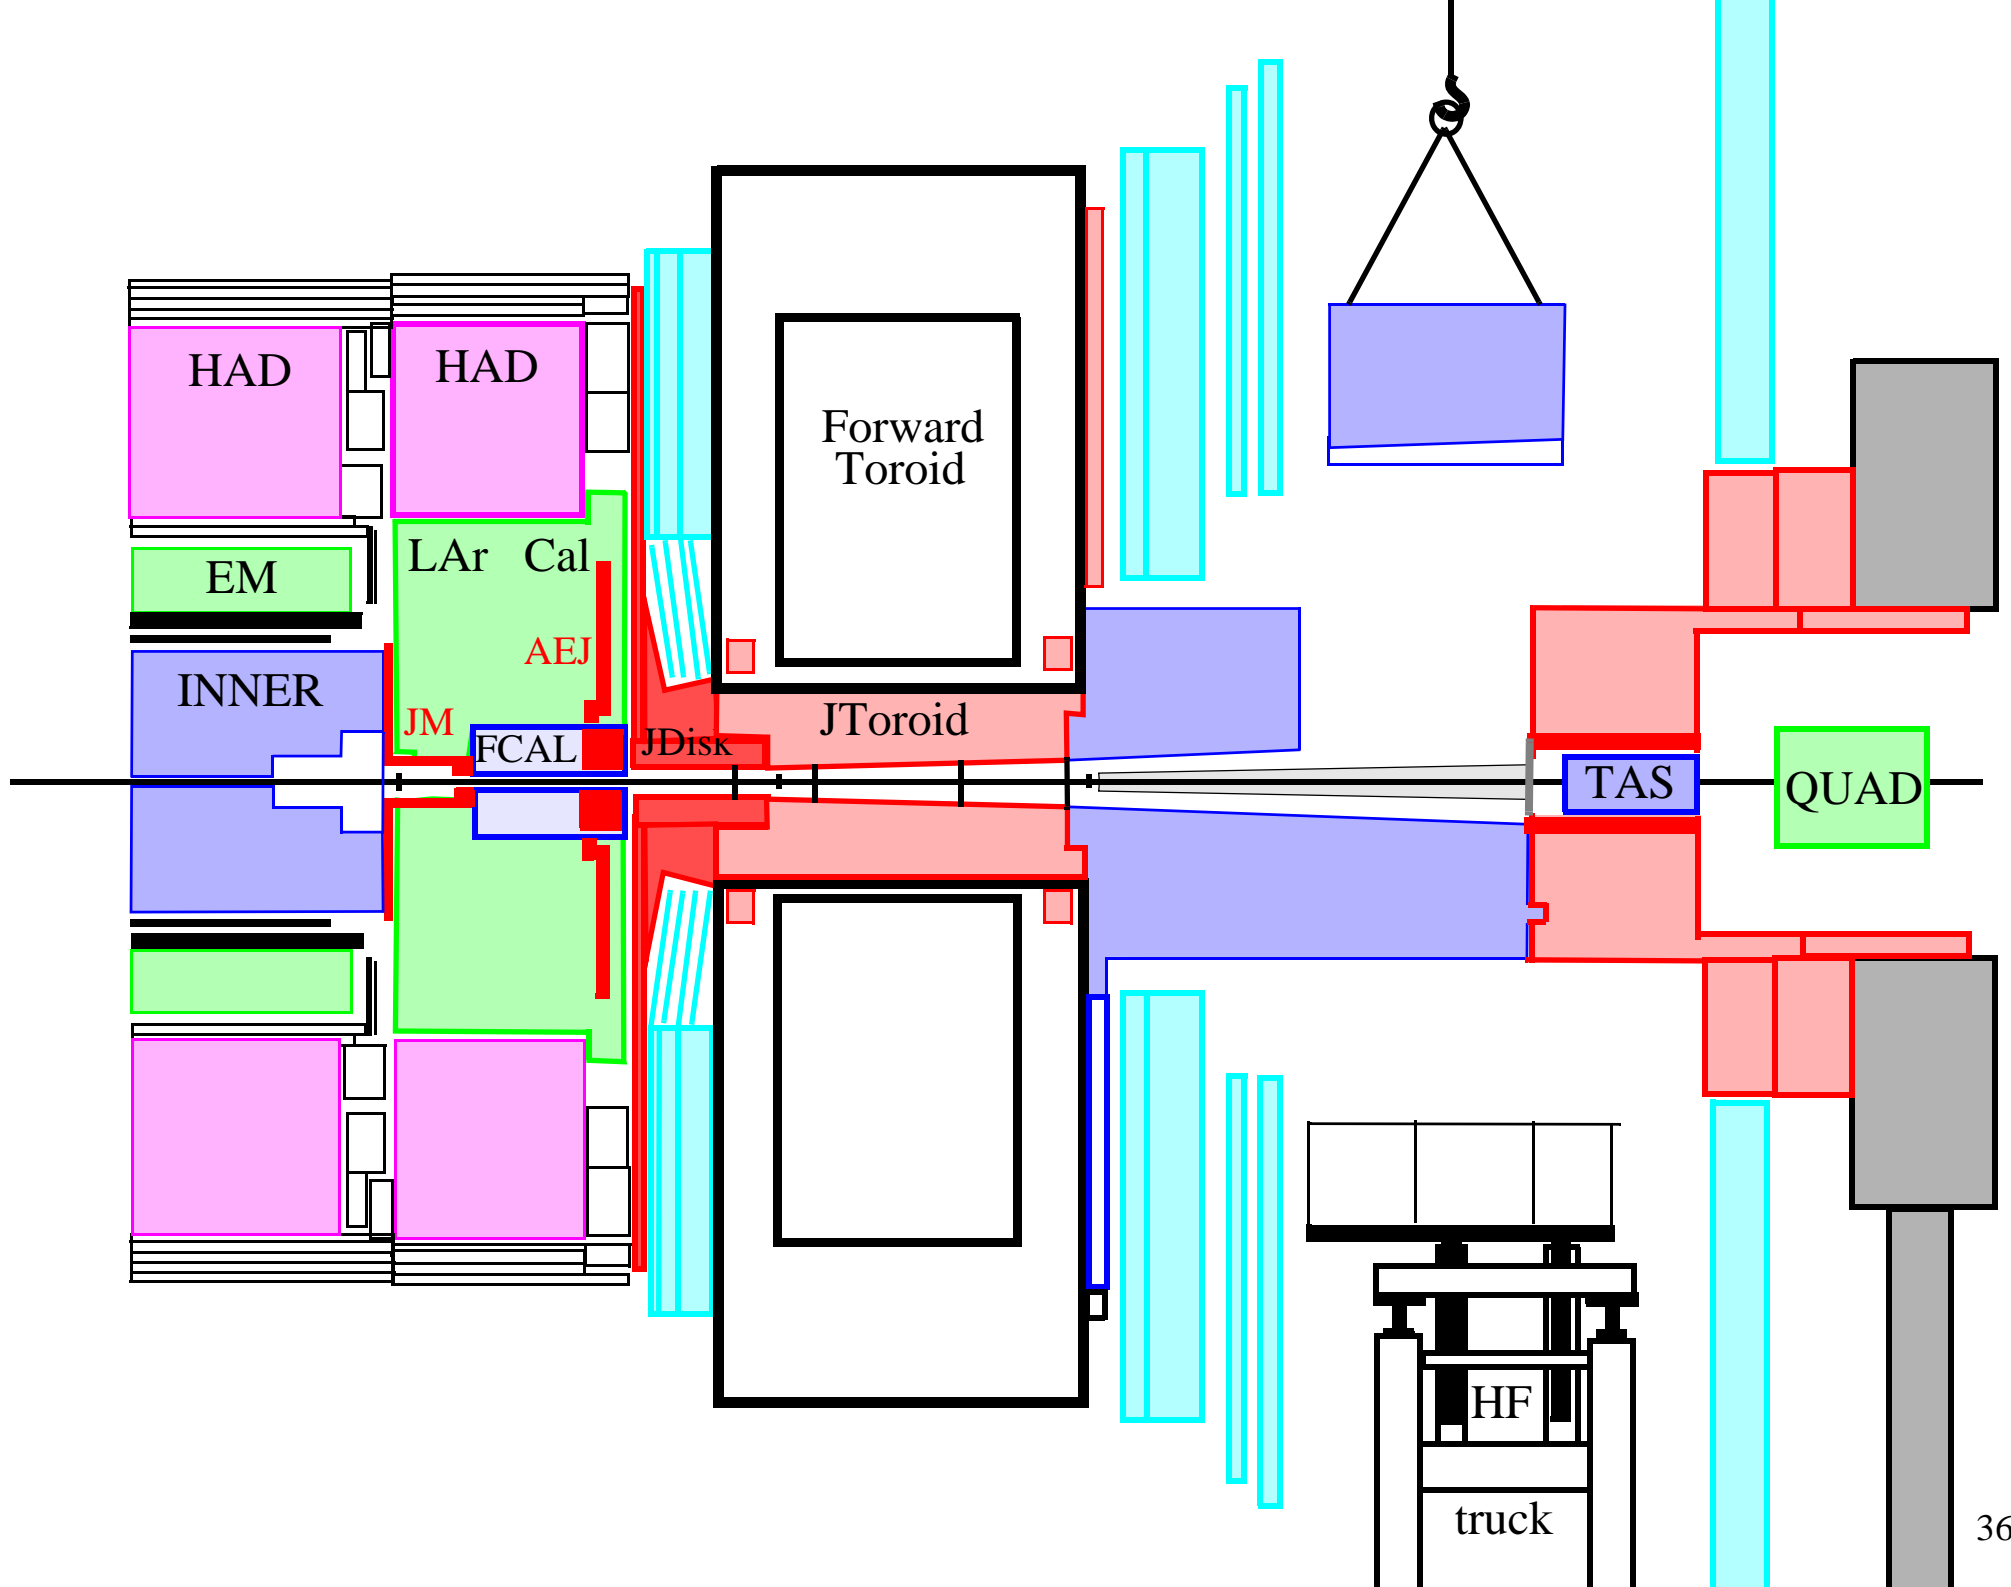 HAD
HAD
Forward
Toroid
LAr Cal
EM
AEJ
INNER
JM
JToroid
FCAL
JDisk
TAS
QUAD
HF
truck
36